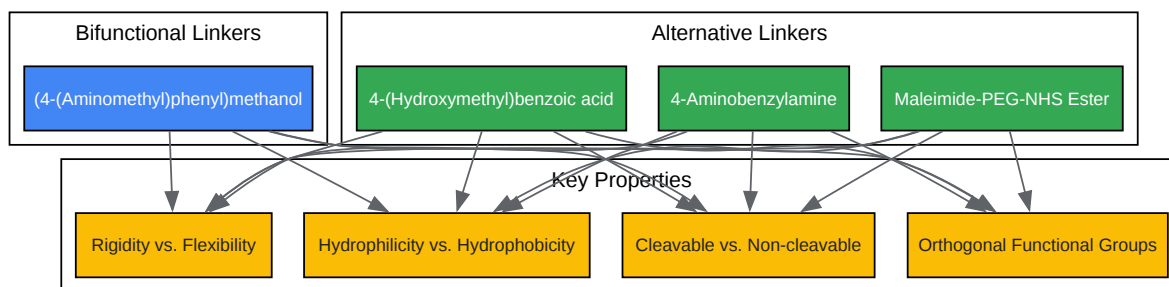 Bifunctional Linkers
Alternative Linkers
(4-(Aminomethyl)phenyl)methanol
4-(Hydroxymethyl)benzoic acid
4-Aminobenzylamine
Maleimide-PEG-NHS Ester
Key Properties
Rigidity vs. Flexibility
Hydrophilicity vs. Hydrophobicity
Cleavable vs. Non-cleavable
Orthogonal Functional Groups